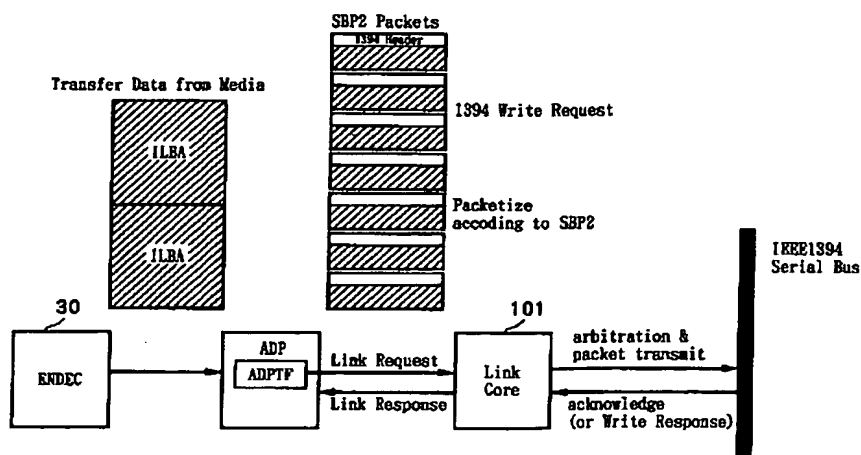 SBP2 Packets
1394 Header
Transfer Data from Media
1LBA
1LBA
1394 Write Request
Packetize
accoding to SBP2
IEEE1394
Serial Bus
30
ENDEC
ADP
ADPTF
Link Request
Link Response
101
Link
Core
arbitration &
packet transmit
acknowledge
(or Write Response)